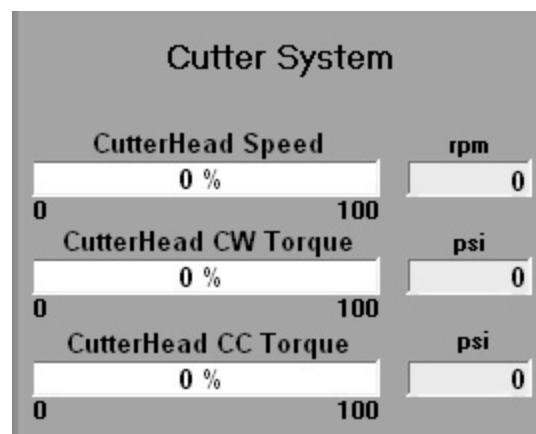 Cutter System
CutterHead Speed rpm
0 % 0
0 100
CutterHead CW Torque psi
0 % 0
0 100
CutterHead CC Torque psi
0 % 0
0 100